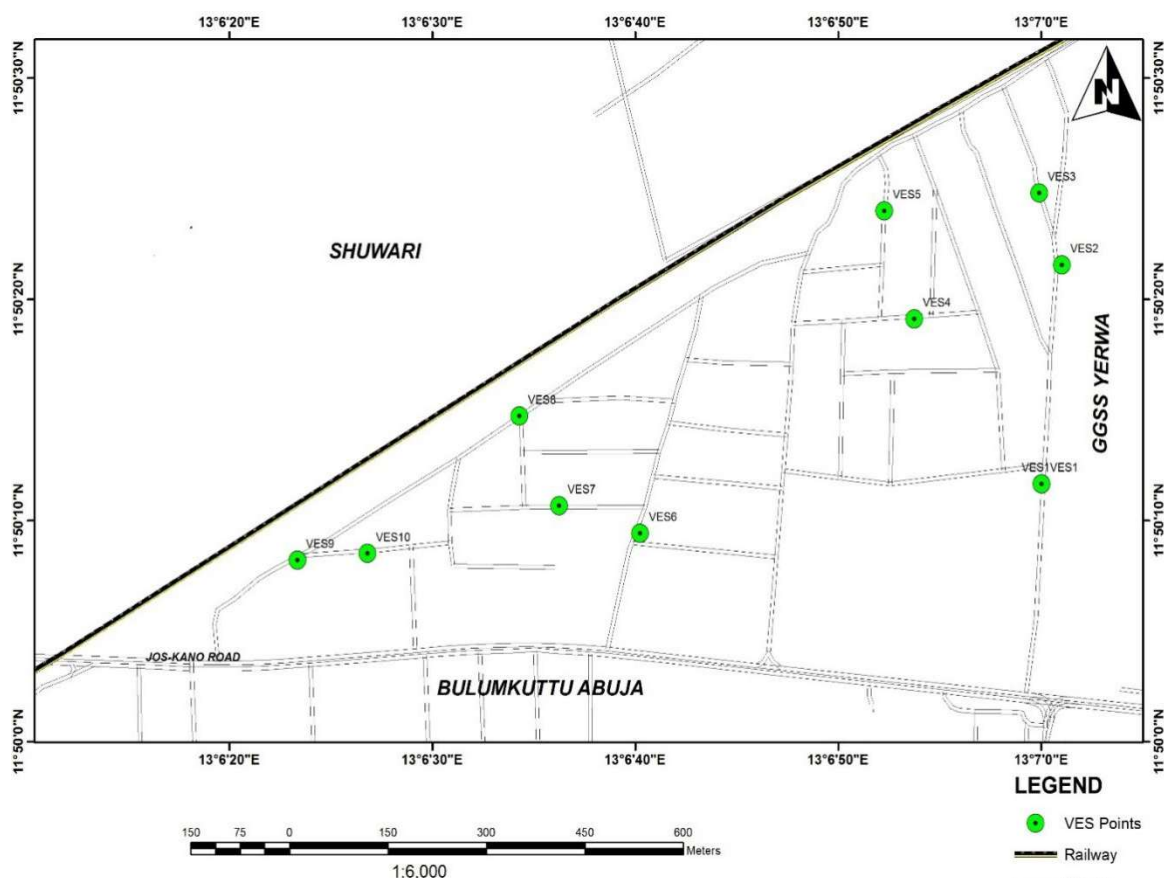 13°6'20"E 13°6'30"E 13°6'40"E 13°6'50"E 13°7'0"E
11°50'30"N 11°50'30"N
N
VES3
VES5
SHUWARI
VES2
11°50'20"N 11°50'20"N
VES4
GGSS YERWA
VES8
VES1VES1
VES7
11°50'10"N 11°50'10"N
VES6
VES10
VES9
JOS-KANO ROAD
BULUMKUTTU ABUJA
11°50'0"N 11°50'0"N
13°6'20"E 13°6'30"E 13°6'40"E 13°6'50"E 13°7'0"E
LEGEND
VES Points
Railway
150 75 0 150 300 450 600
Meters
1:6.000